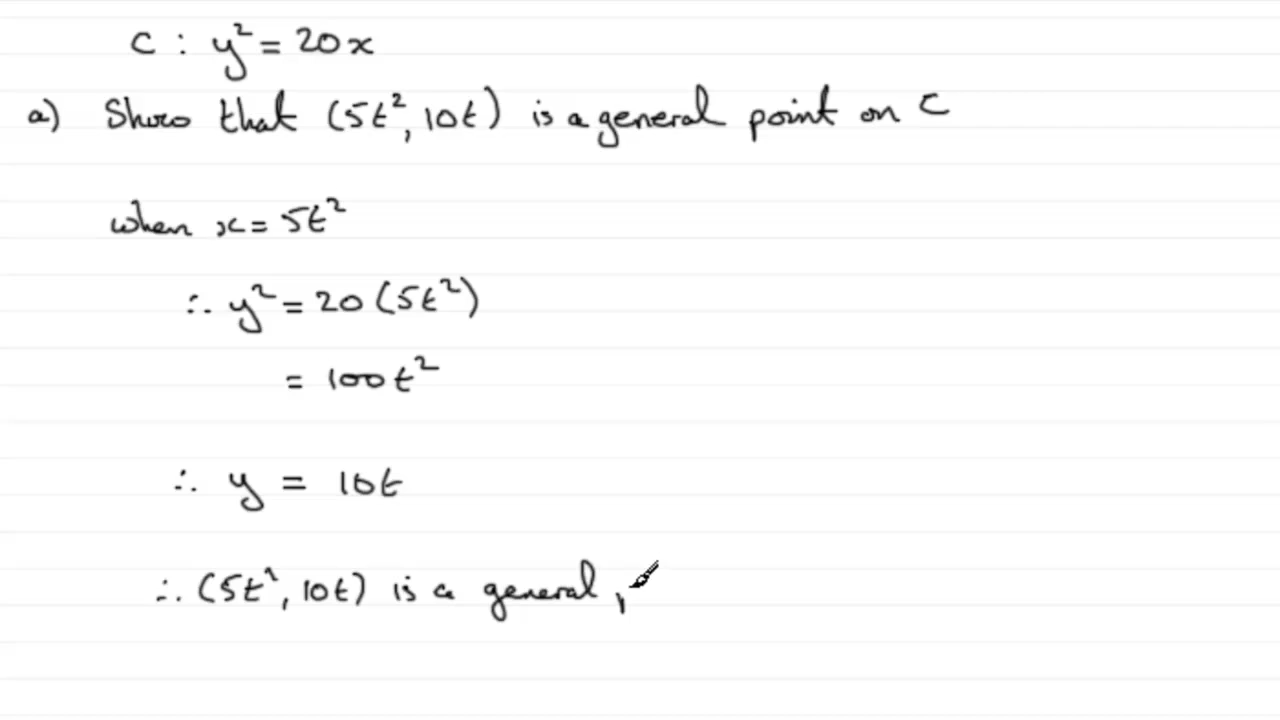 C : y² = 20x
a) Show that (5t², 10t) is a general point on C
when x = 5t²
∴ y² = 20(5t²)
= 100t²
∴ y = 10t
∴ (5t², 10t) is a general